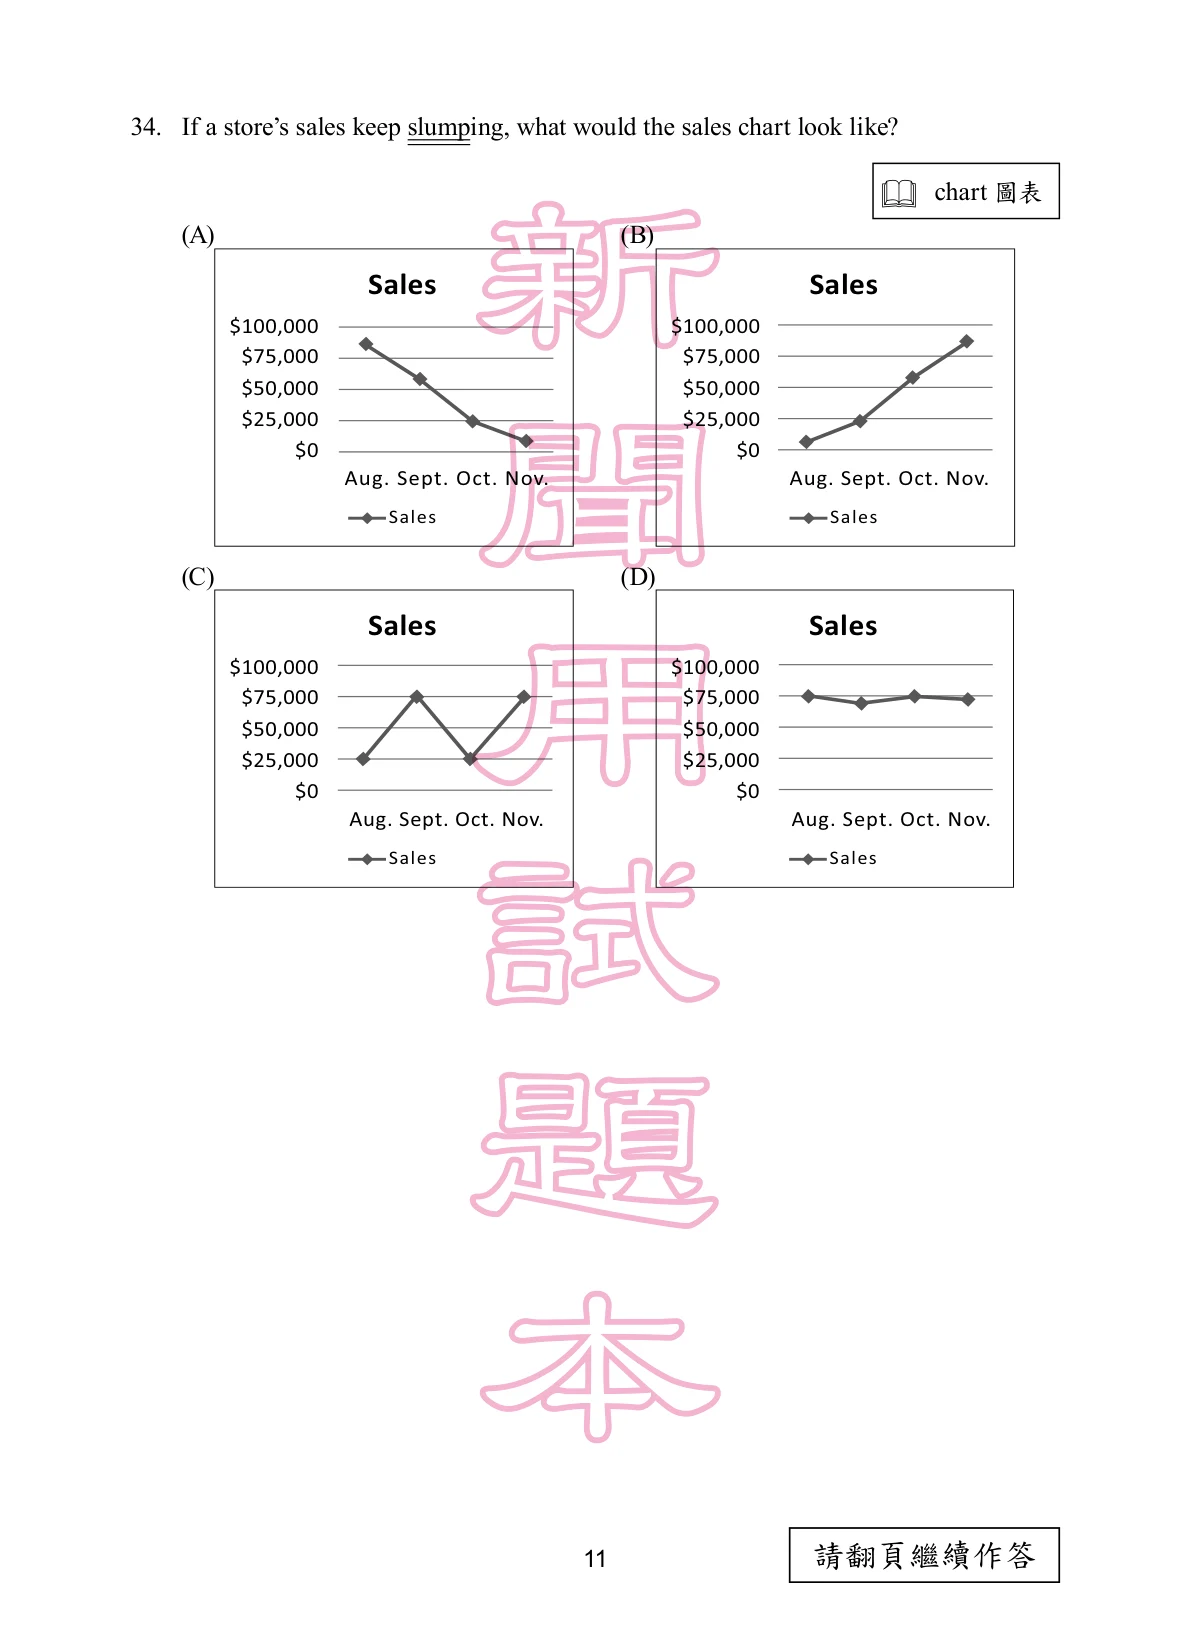 34. If a store's sales keep slumping, what would the sales chart look like?
chart 圖表
(A)
Sales
$100,000
$75,000
$50,000
$25,000
$0
Aug. Sept. Oct. Nov.
Sales
(B)
Sales
$100,000
$75,000
$50,000
$25,000
$0
Aug. Sept. Oct. Nov.
Sales
(C)
Sales
$100,000
$75,000
$50,000
$25,000
$0
Aug. Sept. Oct. Nov.
Sales
(D)
Sales
$100,000
$75,000
$50,000
$25,000
$0
Aug. Sept. Oct. Nov.
Sales
新聞用試題本
11
請翻頁繼續作答